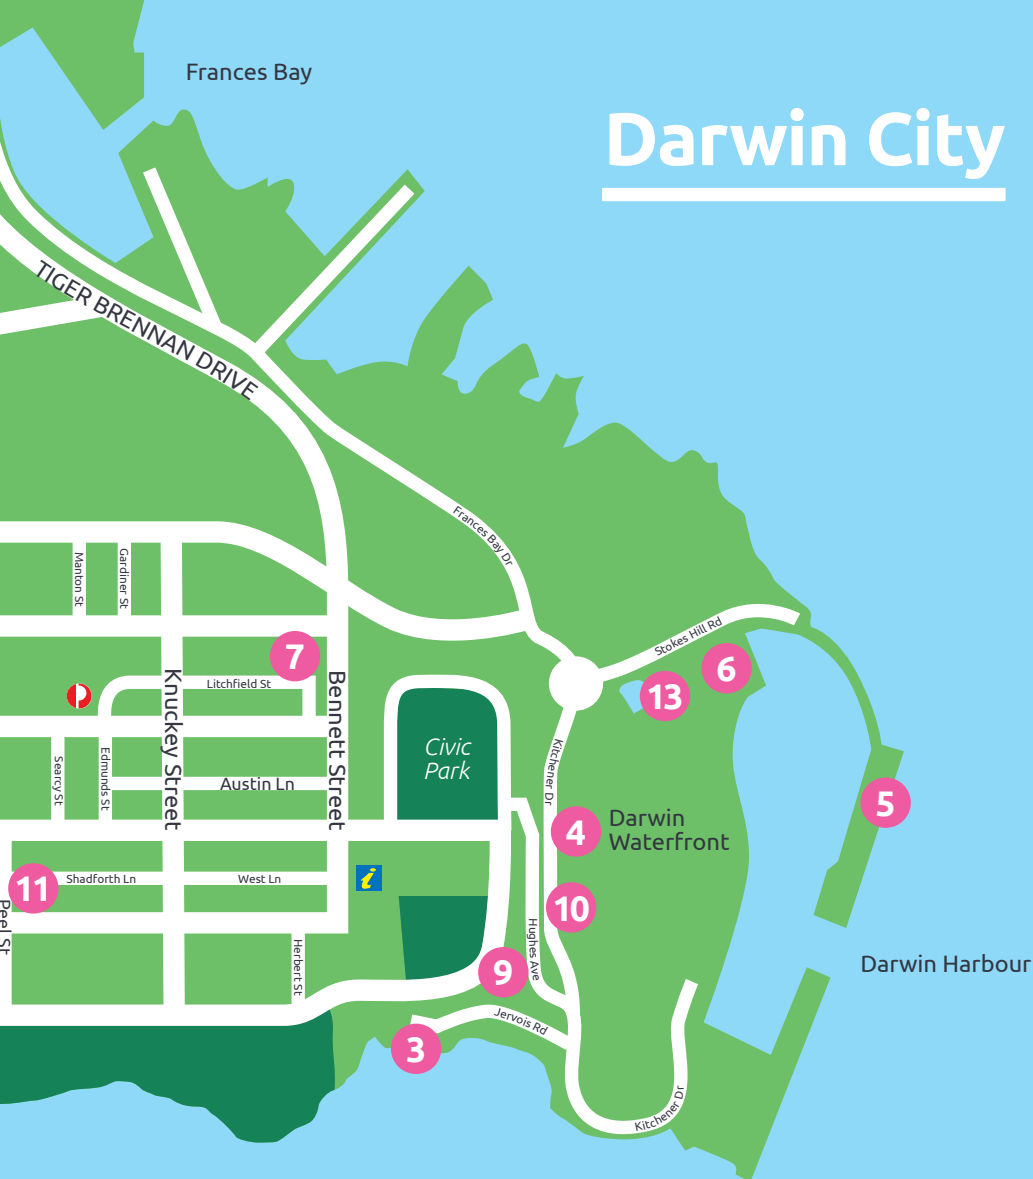 Frances Bay
Darwin City
TIGER BRENNAN DRIVE
Frances Bay Dr
Manton St
Gardiner St
Stokes Hill Rd
7
6
Litchfield St
13
Knuckey Street
Bennett Street
Civic
Park
Kitchener Dr
Searcy St
Edmunds St
Austin Ln
5
4
Darwin
Waterfront
11
Shadforth Ln
West Ln
i
10
Peel St
Herbert St
Hughes Ave
9
Darwin Harbour
Jervois Rd
3
Kitchener Dr